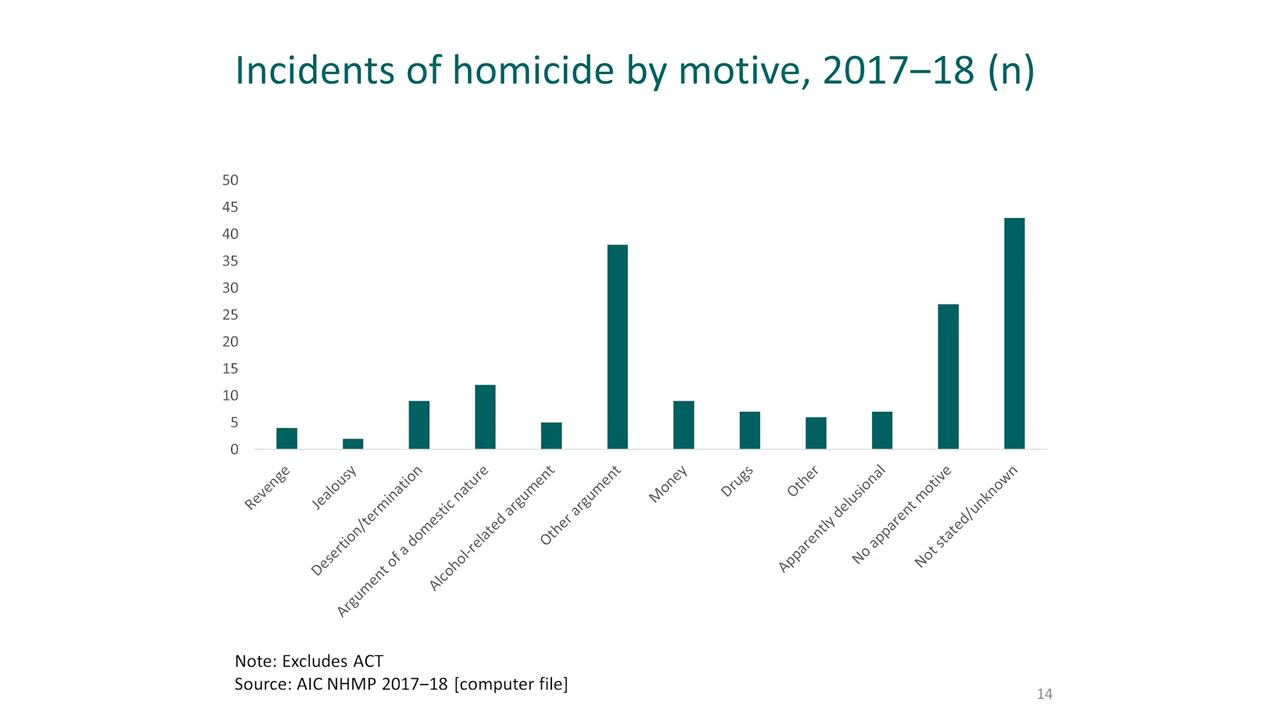 Incidents of homicide by motive, 2017–18 (n)
50
45
40
35
30
25
20
15
10
5
0
Revenge
Jealousy
Desertion/termination
Argument of a domestic nature
Alcohol-related argument
Other argument
Money
Drugs
Other
Apparently delusional
No apparent motive
Not stated/unknown
Note: Excludes ACT
Source: AIC NHMP 2017–18 [computer file]
14